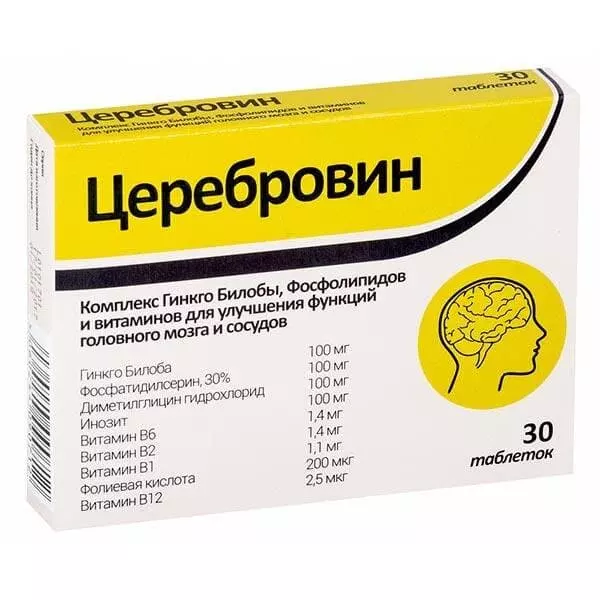 Церебровин
Комплекс Гинкго Билобы, Фосфолипидов и витаминов
для улучшения функций головного мозга и сосудов
30
таблеток
Церебровин
Комплекс Гинкго Билобы, Фосфолипидов
и витаминов для улучшения функций
головного мозга и сосудов
Гинкго Билоба 100 мг
Фосфатидилсерин, 30% 100 мг
Диметилглицин гидрохлорид 100 мг
Инозит 100 мг
Витамин B6 1,4 мг
Витамин B2 1,4 мг
Витамин B1 1,1 мг
Фолиевая кислота 200 мкг
Витамин B12 2,5 мкг
30
таблеток